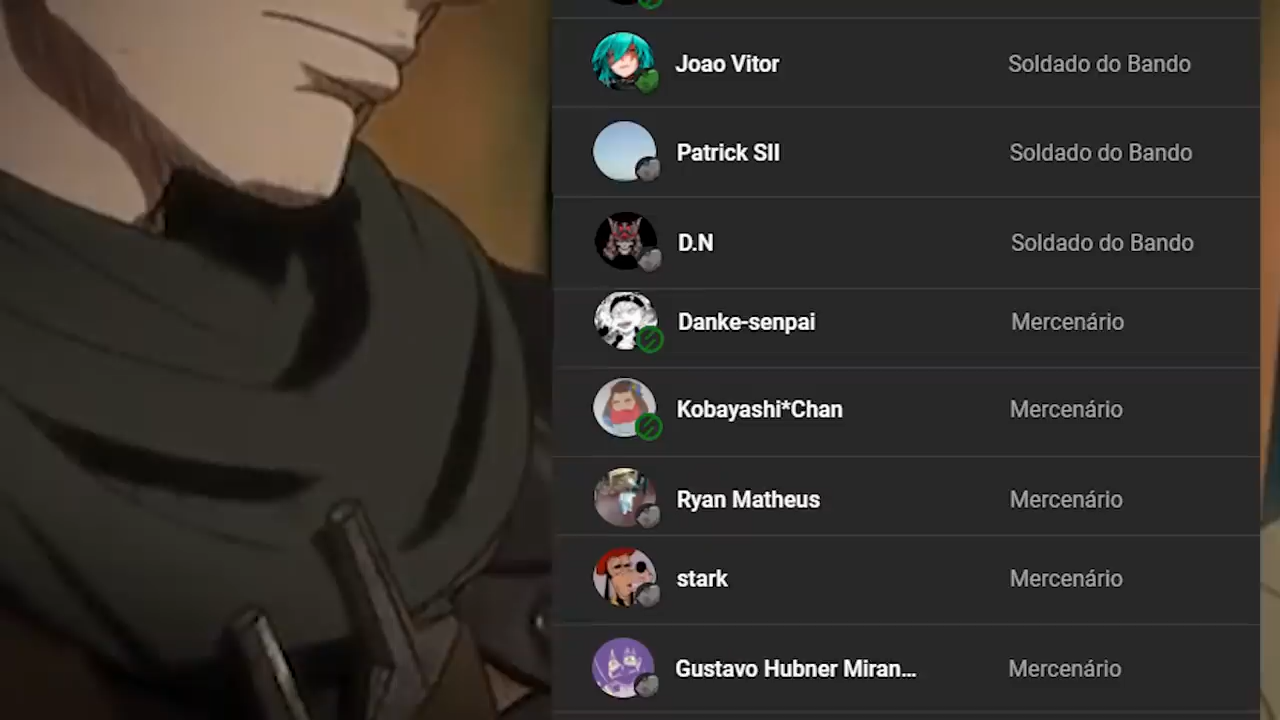 Joao Vitor Soldado do Bando
Patrick SII Soldado do Bando
D.N Soldado do Bando
Danke-senpai Mercenário
Kobayashi*Chan Mercenário
Ryan Matheus Mercenário
stark Mercenário
Gustavo Hubner Miran... Mercenário